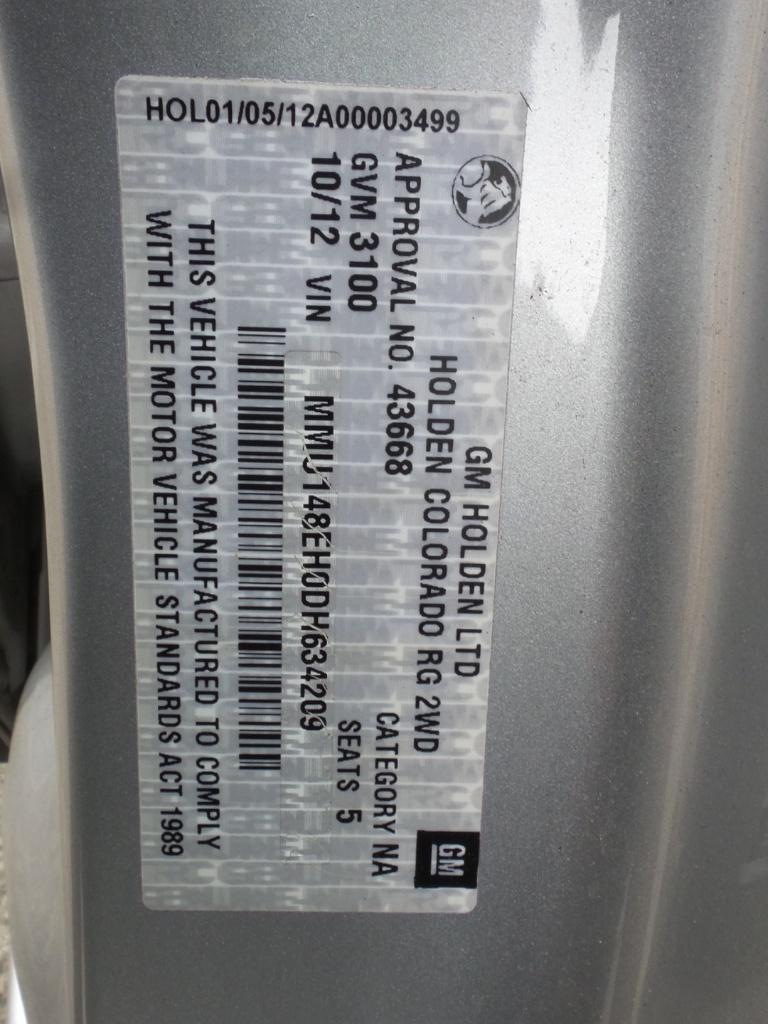 HOL01/05/12A00003499
GM HOLDEN LTD
HOLDEN COLORADO RG 2WD
APPROVAL NO. 43668 CATEGORY NA
GVM 3100 SEATS 5
10/12 VIN MMU148EH0DH634209
THIS VEHICLE WAS MANUFACTURED TO COMPLY
WITH THE MOTOR VEHICLE STANDARDS ACT 1989
GM